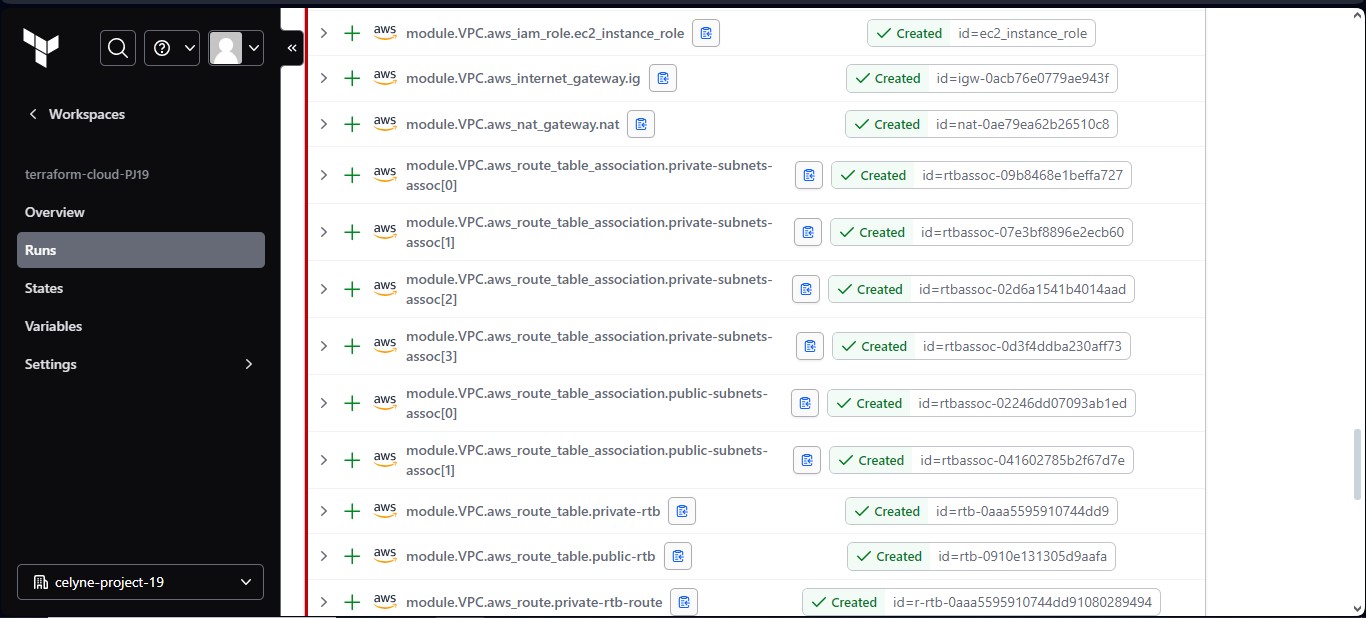 Workspaces
terraform-cloud-PJ19
Overview
Runs
States
Variables
Settings
celyne-project-19
aws module.VPC.aws_iam_role.ec2_instance_role Created id=ec2_instance_role
aws module.VPC.aws_internet_gateway.ig Created id=igw-0acb76e0779ae943f
aws module.VPC.aws_nat_gateway.nat Created id=nat-0ae79ea62b26510c8
aws module.VPC.aws_route_table_association.private-subnets-
assoc[0] Created id=rtbassoc-09b8468e1beffa727
aws module.VPC.aws_route_table_association.private-subnets-
assoc[1] Created id=rtbassoc-07e3bf8896e2ecb60
aws module.VPC.aws_route_table_association.private-subnets-
assoc[2] Created id=rtbassoc-02d6a1541b4014aad
aws module.VPC.aws_route_table_association.private-subnets-
assoc[3] Created id=rtbassoc-0d3f4ddba230aff73
aws module.VPC.aws_route_table_association.public-subnets-
assoc[0] Created id=rtbassoc-02246dd07093ab1ed
aws module.VPC.aws_route_table_association.public-subnets-
assoc[1] Created id=rtbassoc-041602785b2f67d7e
aws module.VPC.aws_route_table.private-rtb Created id=rtb-0aaa5595910744dd9
aws module.VPC.aws_route_table.public-rtb Created id=rtb-0910e131305d9aafa
aws module.VPC.aws_route.private-rtb-route Created id=r-rtb-0aaa5595910744dd91080289494